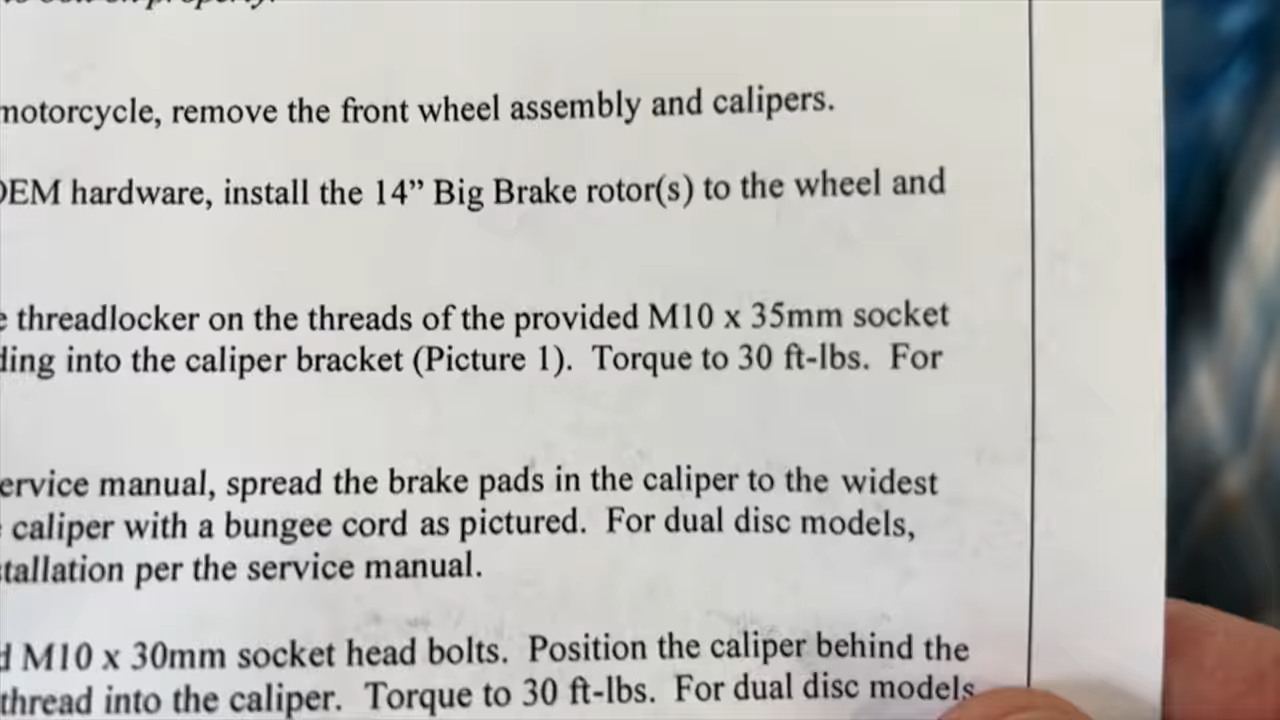 motorcycle, remove the front wheel assembly and calipers.
OEM hardware, install the 14” Big Brake rotor(s) to the wheel and
threadlocker on the threads of the provided M10 x 35mm socket
into the caliper bracket (Picture 1). Torque to 30 ft-lbs. For
service manual, spread the brake pads in the caliper to the widest
caliper with a bungee cord as pictured. For dual disc models,
per the service manual.
M10 x 30mm socket head bolts. Position the caliper behind the
thread into the caliper. Torque to 30 ft-lbs. For dual disc models